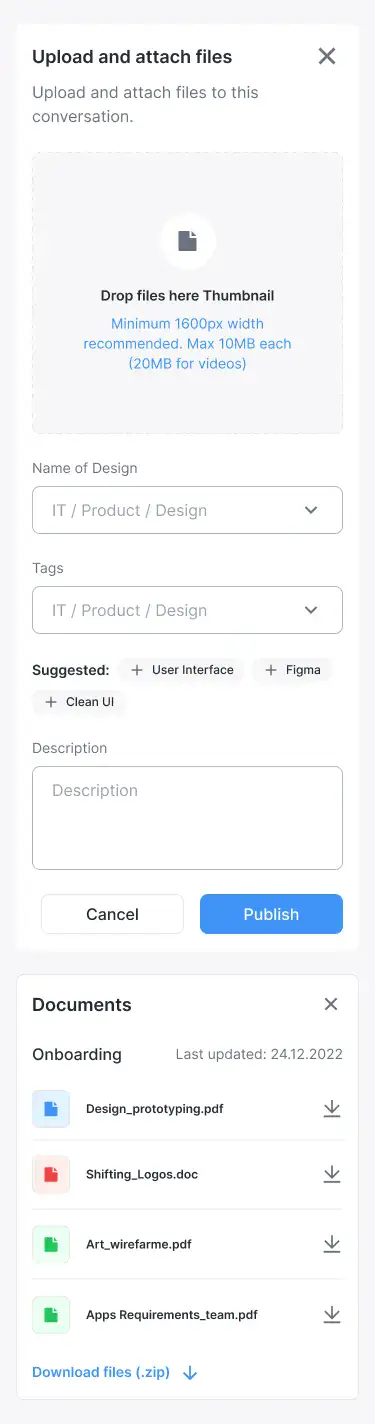 Upload and attach files
Upload and attach files to this
conversation.
Drop files here Thumbnail
Minimum 1600px width
recommended. Max 10MB each
(20MB for videos)
Name of Design
IT / Product / Design
Tags
IT / Product / Design
Suggested: + User Interface + Figma
+ Clean UI
Description
Description
Cancel Publish
Documents
Onboarding Last updated: 24.12.2022
Design_prototyping.pdf
Shifting_Logos.doc
Art_wirefarme.pdf
Apps Requirements_team.pdf
Download files (.zip)